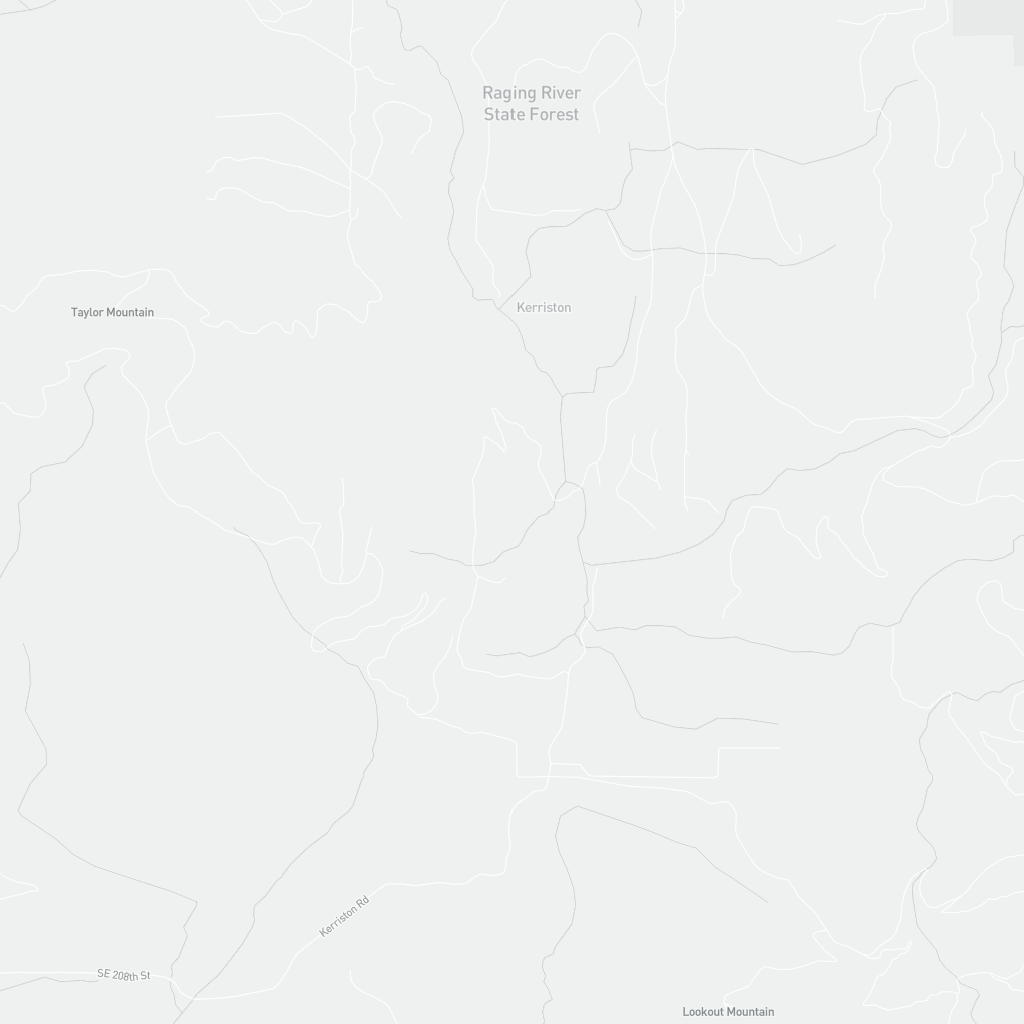 Raging River
State Forest
Kerriston
Taylor Mountain
Kerriston Rd
SE 208th St
Lookout Mountain